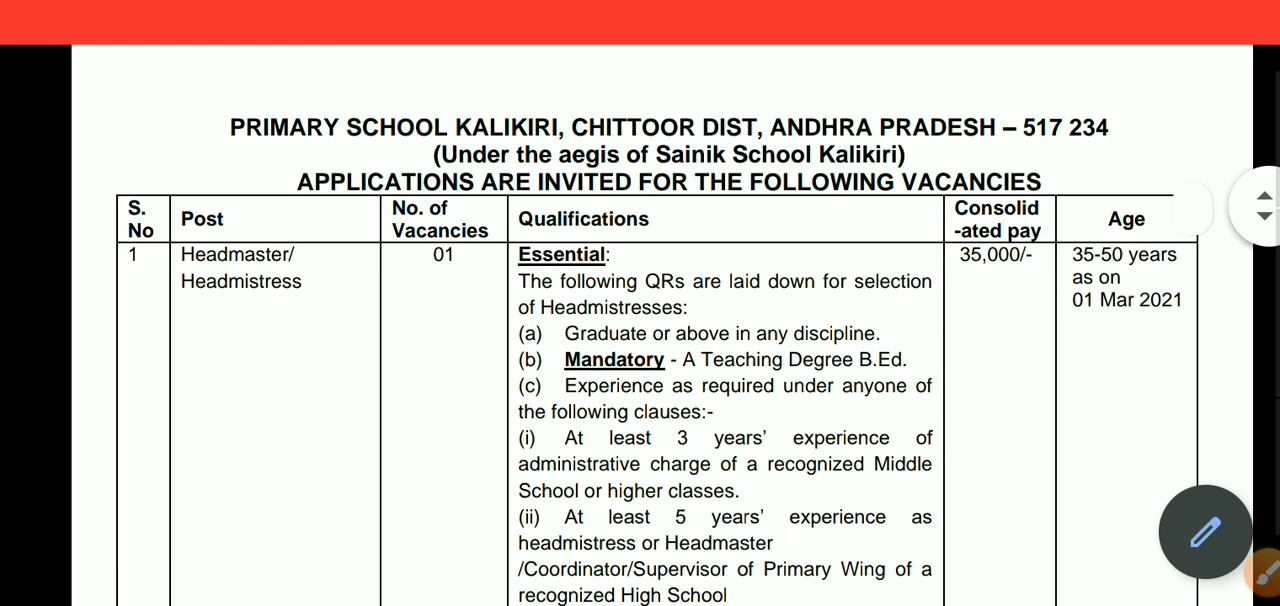 PRIMARY SCHOOL KALIKIRI, CHITTOOR DIST, ANDHRA PRADESH – 517 234
(Under the aegis of Sainik School Kalikiri)
APPLICATIONS ARE INVITED FOR THE FOLLOWING VACANCIES
S. No
Post
No. of Vacancies
Qualifications
Consolid -ated pay
Age
1
Headmaster/
Headmistress
01
Essential:
The following QRs are laid down for selection
of Headmistresses:
(a) Graduate or above in any discipline.
(b) Mandatory - A Teaching Degree B.Ed.
(c) Experience as required under anyone of
the following clauses:-
(i) At least 3 years’ experience of
administrative charge of a recognized Middle
School or higher classes.
(ii) At least 5 years’ experience as
headmistress or Headmaster
/Coordinator/Supervisor of Primary Wing of a
recognized High School
35,000/-
35-50 years
as on
01 Mar 2021